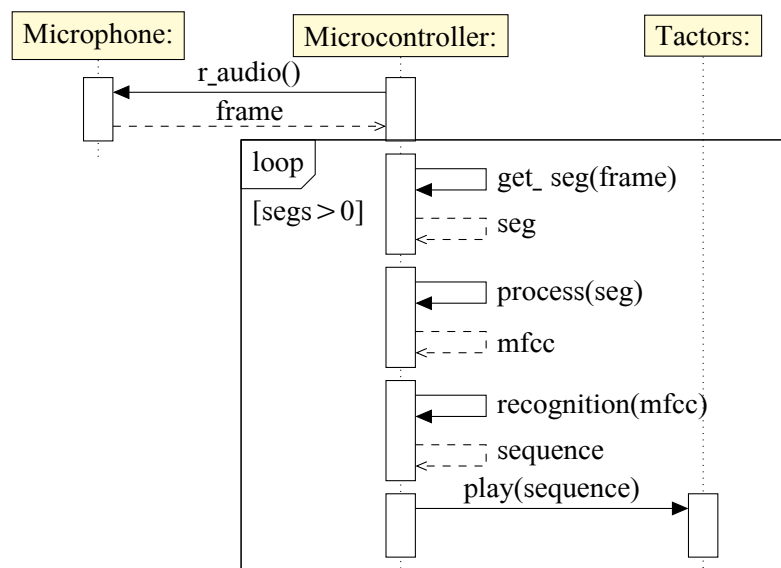 Microphone:
Microcontroller:
Tactors:
r_audio()
frame
loop
[segs > 0]
get_ seg(frame)
seg
process(seg)
mfcc
recognition(mfcc)
sequence
play(sequence)